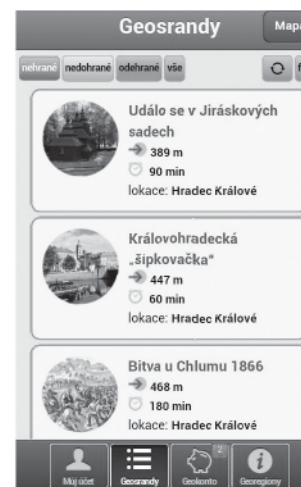 Geosrandy
Mapa
nehrané nedohrané odehrané vše
Událo se v Jiráskových
sadech
389 m
90 min
lokace: Hradec Králové
Královohradecká
„šipkovačka“
447 m
60 min
lokace: Hradec Králové
Bitva u Chlumu 1866
468 m
180 min
lokace: Hradec Králové
2
Můj účet Geosrandy Geokonto Georegiony